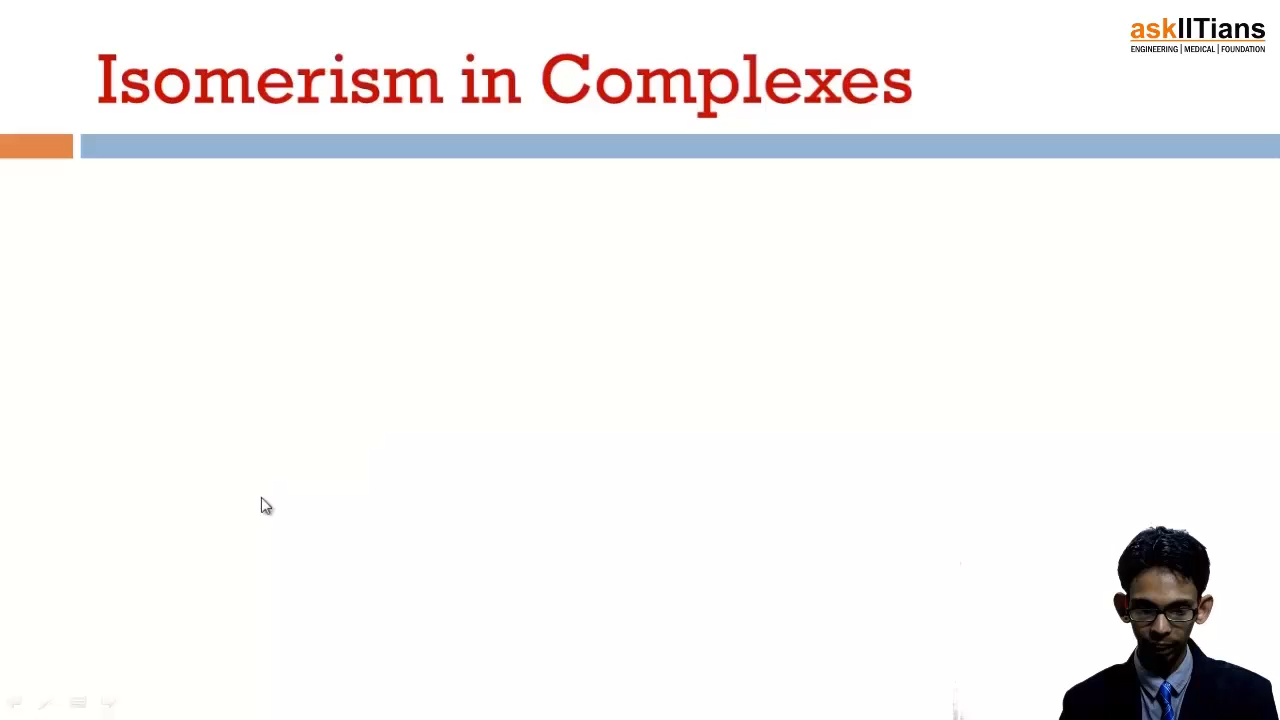 askIITians
ENGINEERING | MEDICAL | FOUNDATION
Isomerism in Complexes